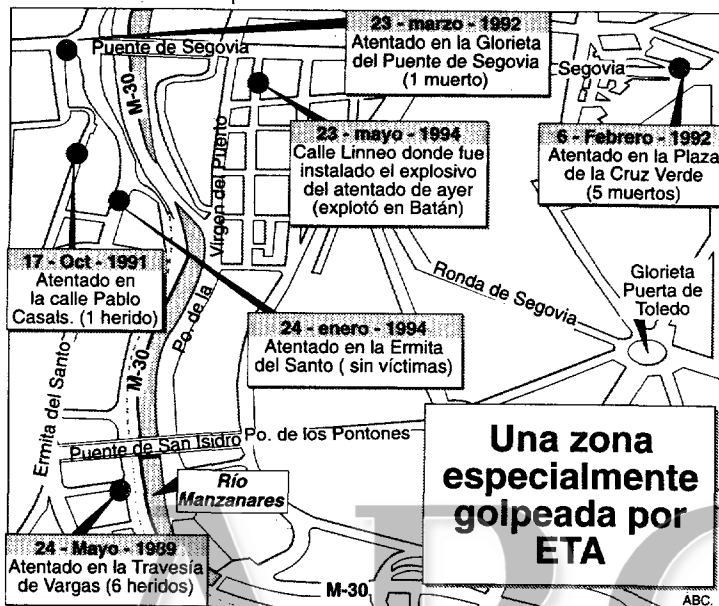 23 - marzo - 1992
Atentado en la Glorieta
del Puente de Segovia
(1 muerto)
Puente de Segovia
Segovia
M-30
23 - mayo - 1994
Calle Linneo donde fue
instalado el explosivo
del atentado de ayer
(explotó en Batán)
6 - Febrero - 1992
Atentado en la Plaza
de la Cruz Verde
(5 muertos)
Po. de la Virgen del Puerto
17 - Oct - 1991
Atentado en
la calle Pablo
Casals. (1 herido)
Ronda de Segovia
Glorieta
Puerta de
Toledo
24 - enero - 1994
Atentado en la Ermita
del Santo ( sin víctimas)
M-30
Ermita del Santo
Puente de San Isidro
Po. de los Pontones
Río
Manzanares
Una zona
especialmente
golpeada por
ETA
24 - Mayo - 1989
Atentado en la Travesía
de Vargas (6 heridos)
M-30
ABC.
ABC